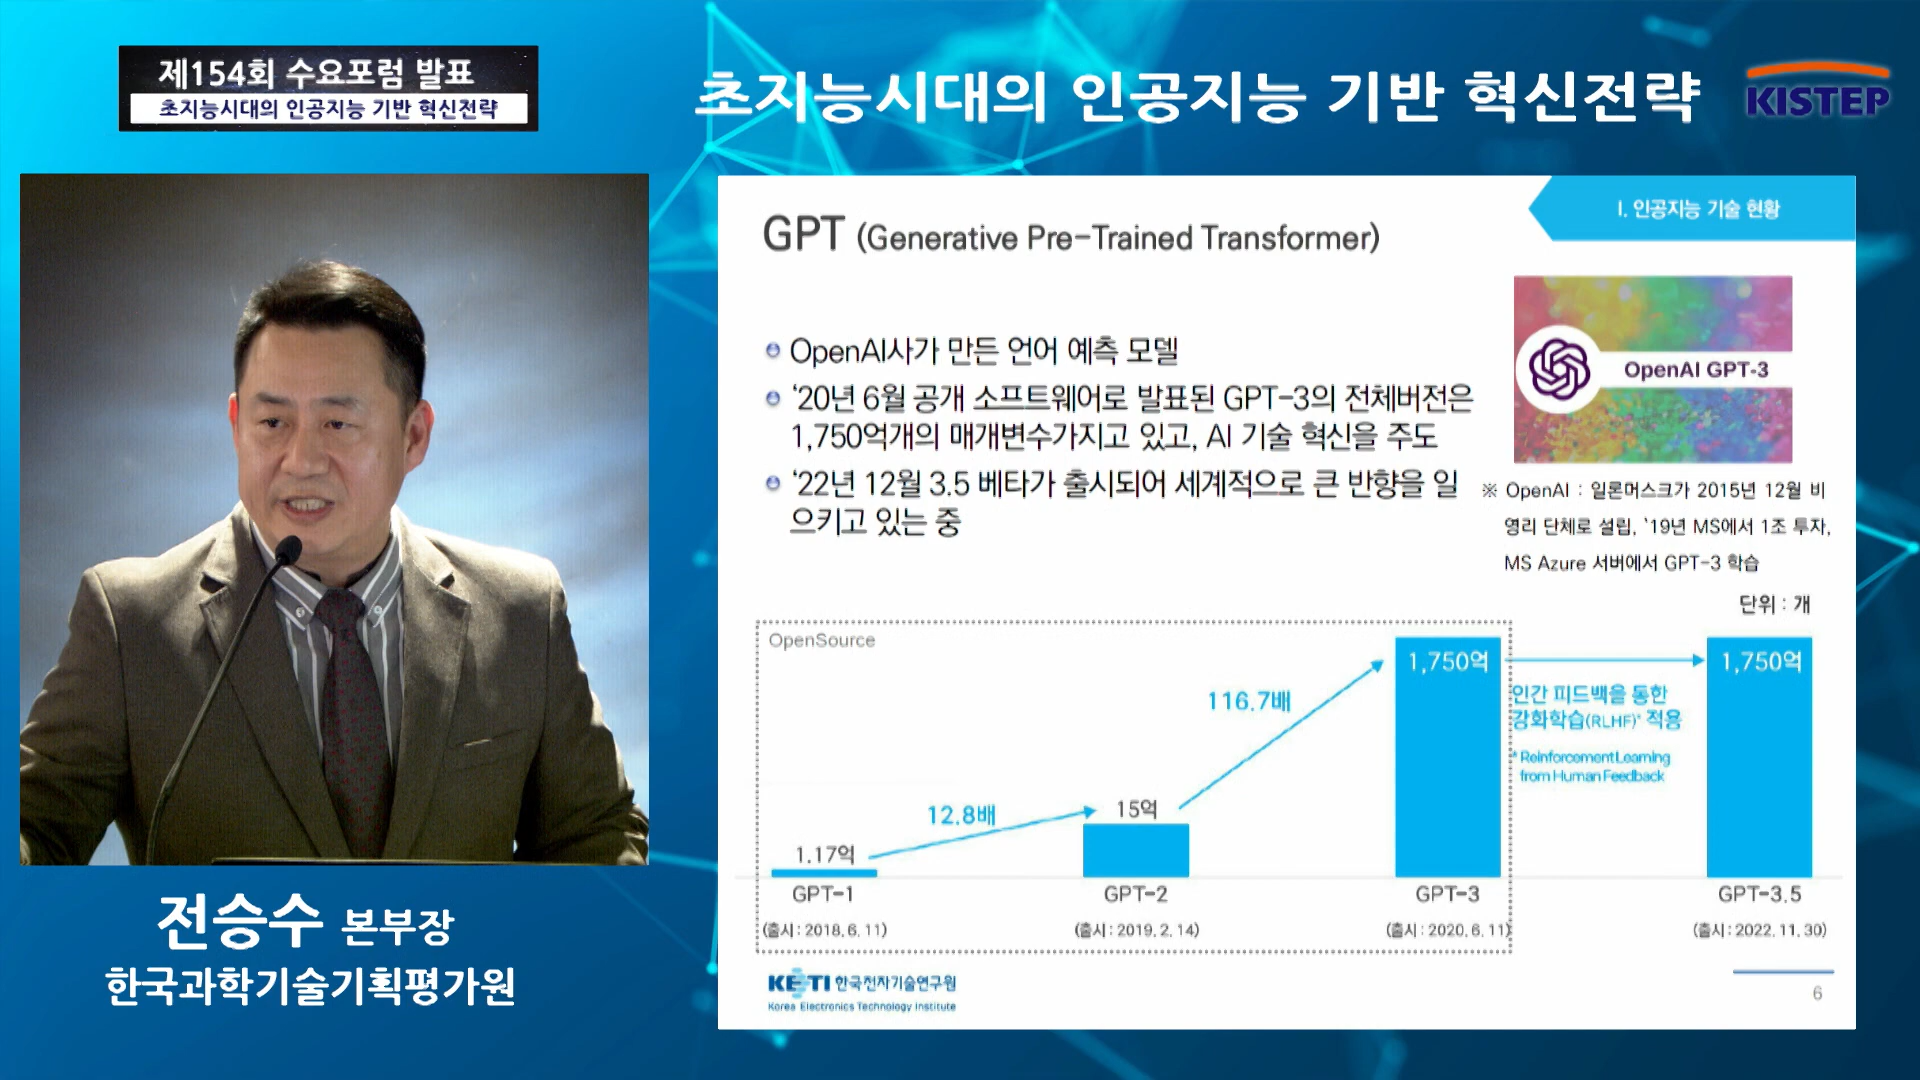 제154회 수요포럼 발표
초지능시대의 인공지능 기반 혁신전략
초지능시대의 인공지능 기반 혁신전략
KISTEP
I. 인공지능 기술 현황
GPT (Generative Pre-Trained Transformer)
OpenAI사가 만든 언어 예측 모델
‘20년 6월 공개 소프트웨어로 발표된 GPT-3의 전체버전은
1,750억개의 매개변수가지고 있고, AI 기술 혁신을 주도
‘22년 12월 3.5 베타가 출시되어 세계적으로 큰 반향을 일
으키고 있는 중
OpenAI GPT-3
※ OpenAI : 일론머스크가 2015년 12월 비
영리 단체로 설립, ‘19년 MS에서 1조 투자,
MS Azure 서버에서 GPT-3 학습
단위 : 개
OpenSource
1.17억
12.8배
15억
116.7배
1,750억
인간 피드백을 통한
강화학습(RLHF)* 적용
* Reinforcement Learning
from Human Feedback
1,750억
GPT-1
GPT-2
GPT-3
GPT-3.5
(출시 : 2018. 6. 11)
(출시 : 2019. 2. 14)
(출시 : 2020. 6. 11)
(출시 : 2022. 11. 30)
KETI 한국전자기술연구원
Korea Electronics Technology Institute
6
전승수 본부장
한국과학기술기획평가원